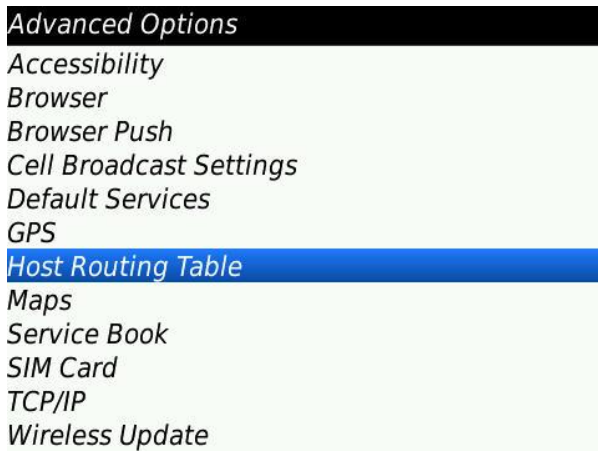 Advanced Options
Accessibility
Browser
Browser Push
Cell Broadcast Settings
Default Services
GPS
Host Routing Table
Maps
Service Book
SIM Card
TCP/IP
Wireless Update